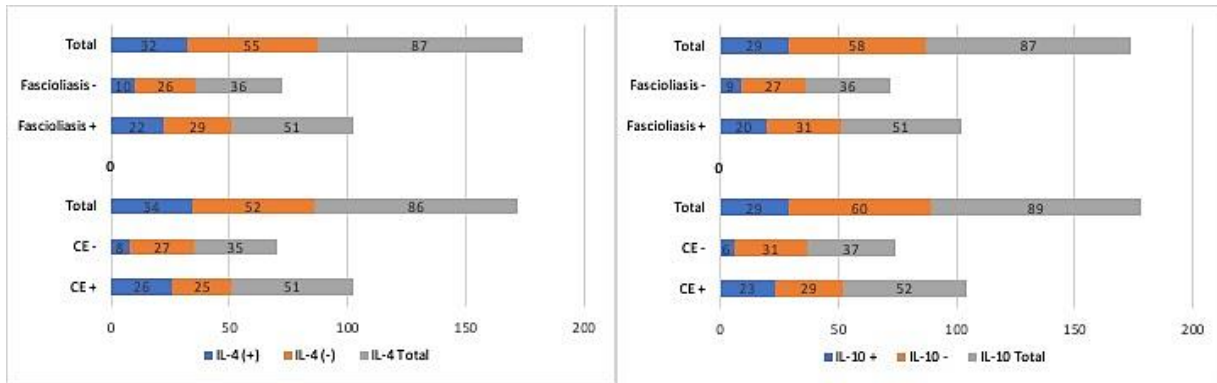 Total 32 55 87
Fascioliasis - 10 26 36
Fascioliasis + 22 29 51
0
Total 34 52 86
CE - 8 27 35
CE + 26 25 51
0 50 100 150 200
IL-4 (+) IL-4 (-) IL-4 Total
Total 29 58 87
Fascioliasis - 9 27 36
Fascioliasis + 20 31 51
0
Total 29 60 89
CE - 6 31 37
CE + 23 29 52
0 50 100 150 200
IL-10 + IL-10 - IL-10 Total